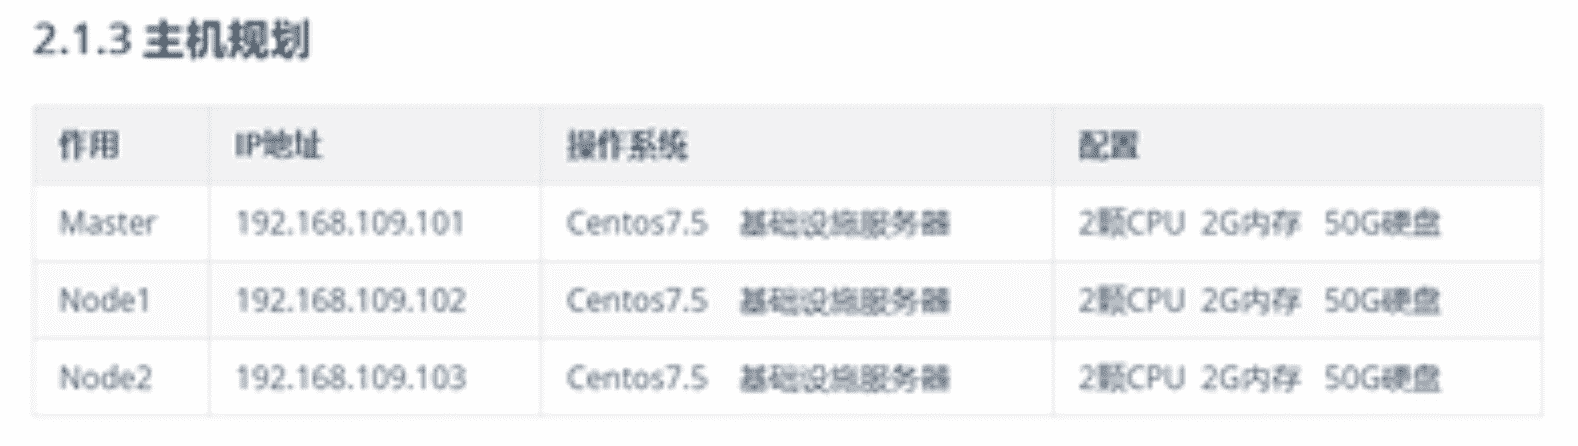 2.1.3 主机规划
作用 IP地址 操作系统 配置
Master 192.168.109.101 Centos7.5 基础设施服务器 2颗CPU 2G内存 50G硬盘
Node1 192.168.109.102 Centos7.5 基础设施服务器 2颗CPU 2G内存 50G硬盘
Node2 192.168.109.103 Centos7.5 基础设施服务器 2颗CPU 2G内存 50G硬盘